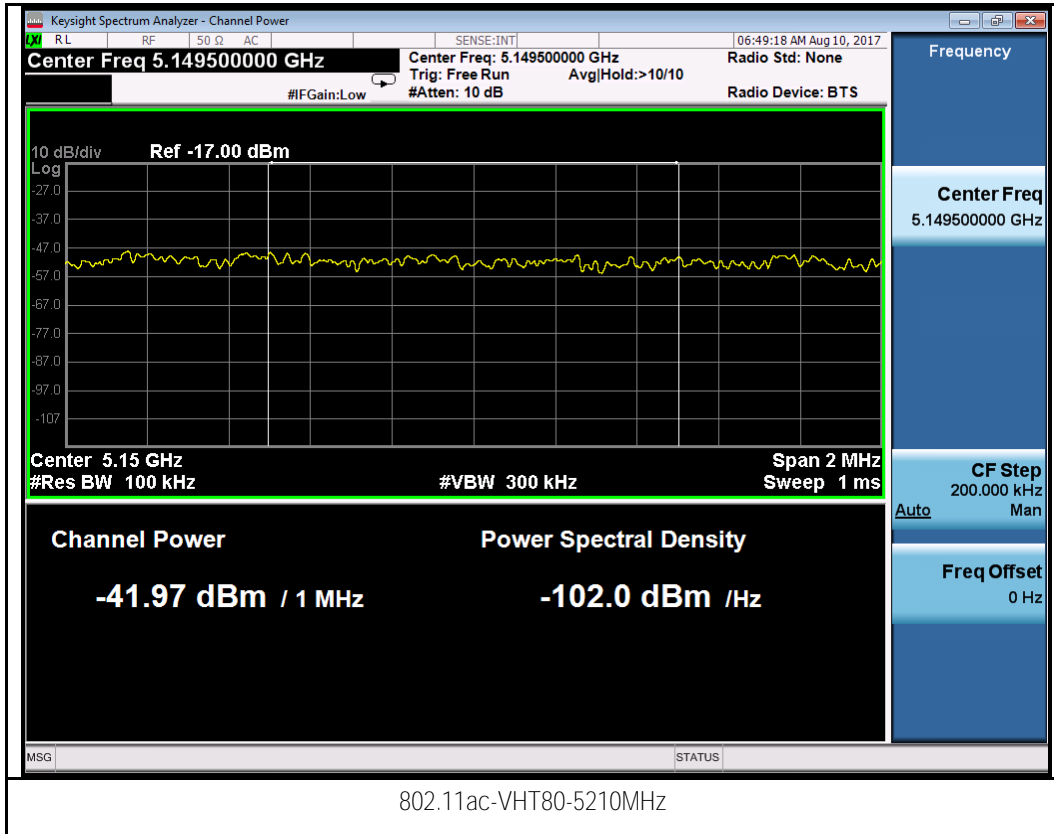 Keysight Spectrum Analyzer - Channel Power
LXI RL RF 50 Ω AC SENSE:INT 06:49:18 AM Aug 10, 2017
Center Freq 5.149500000 GHz
Center Freq: 5.149500000 GHz
Radio Std: None
Trig: Free Run Avg|Hold:>10/10
#IFGain:Low
#Atten: 10 dB
Radio Device: BTS
Frequency
10 dB/div Ref -17.00 dBm
Log
-27.0
-37.0
-47.0
-57.0
-67.0
-77.0
-87.0
-97.0
-107
Center 5.15 GHz Span 2 MHz
#Res BW 100 kHz #VBW 300 kHz Sweep 1 ms
Channel Power Power Spectral Density
-41.97 dBm / 1 MHz -102.0 dBm /Hz
Center Freq
5.149500000 GHz
CF Step
200.000 kHz
Auto Man
Freq Offset
0 Hz
MSG STATUS
802.11ac-VHT80-5210MHz